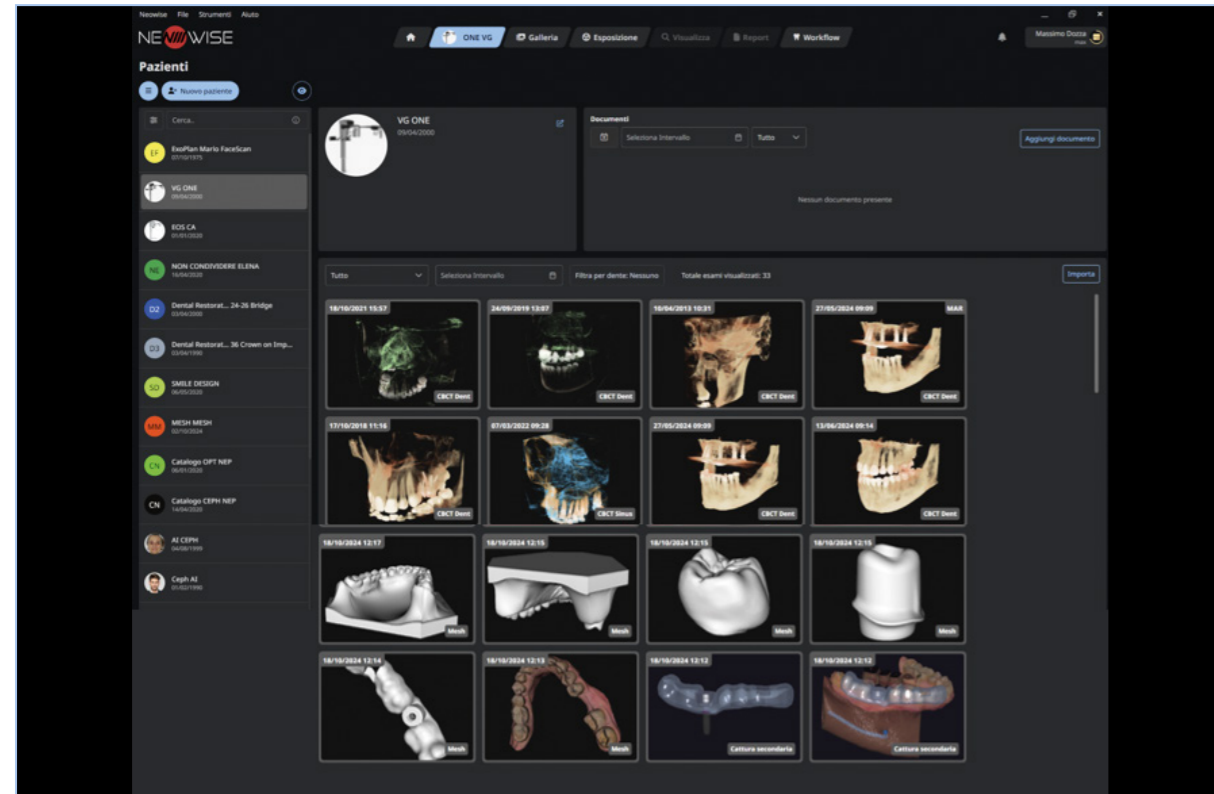 Neowise File Strumenti Aiuto
NEWISE
ONE VG
Galleria
Esposizione
Visualizza
Report
Workflow
Massimo Dozza
Pazienti
Nuovo paziente
Cerca..
EF
ExoPlan Mario FaceScan
07/10/1975
VG ONE
09/04/2000
EOS CA
01/01/2020
NE
NON CONDIVIDERE ELENA
16/04/2020
D2
Dental Restorat... 24-26 Bridge
03/04/2000
D3
Dental Restorat... 36 Crown on Imp...
03/04/1990
SD
SMILE DESIGN
06/05/2020
MM
MESH MESH
02/10/2024
CN
Catalogo OPT NEP
06/01/2020
CN
Catalogo CEPH NEP
14/04/2020
AI CEPH
04/08/1999
Ceph AI
01/02/1990
VG ONE
09/04/2000
Documenti
Seleziona Intervallo
Tutto
Aggiungi documento
Nessun documento presente
Tutto
Seleziona Intervallo
Filtra per dente: Nessuno
Totale esami visualizzati: 33
Importa
18/10/2021 15:57
CBCT Dent
24/09/2019 13:07
CBCT Dent
10/04/2013 10:31
CBCT Dent
27/05/2024 09:09
MAR
CBCT Dent
17/10/2018 11:16
CBCT Dent
07/03/2022 09:28
CBCT Sinus
27/05/2024 09:09
CBCT Dent
13/06/2024 09:14
CBCT Dent
18/10/2024 12:17
Mesh
18/10/2024 12:15
Mesh
18/10/2024 12:15
Mesh
18/10/2024 12:15
Mesh
18/10/2024 12:14
Mesh
18/10/2024 12:13
Mesh
18/10/2024 12:12
Cattura secondaria
18/10/2024 12:12
Cattura secondaria